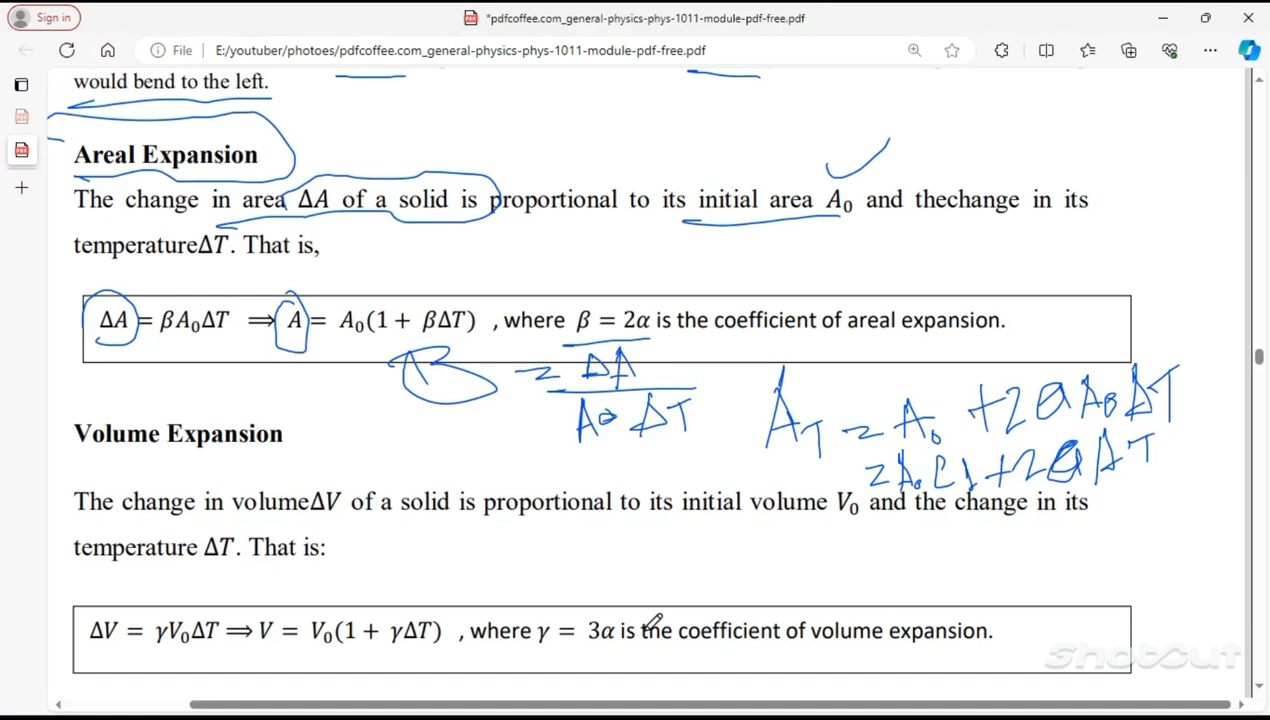 Sign in
*pdfcoffee.com_general-physics-phys-1011-module-pdf-free.pdf
File E:/youtuber/photoes/pdfcoffee.com_general-physics-phys-1011-module-pdf-free.pdf
would bend to the left.
Areal Expansion
The change in area ΔA of a solid is proportional to its initial area A₀ and thechange in its
temperatureΔT. That is,
ΔA = βA₀ΔT ⟹ A = A₀(1 + βΔT) , where β = 2α is the coefficient of areal expansion.
B = ΔA
A₀ ΔT
A_T = A₀ + 2α A₀ ΔT
= A₀[1 + 2α ΔT
Volume Expansion
The change in volumeΔV of a solid is proportional to its initial volume V₀ and the change in its
temperature ΔT. That is:
ΔV = γV₀ΔT ⟹ V = V₀(1 + γΔT) , where γ = 3α is the coefficient of volume expansion.
Shotcut